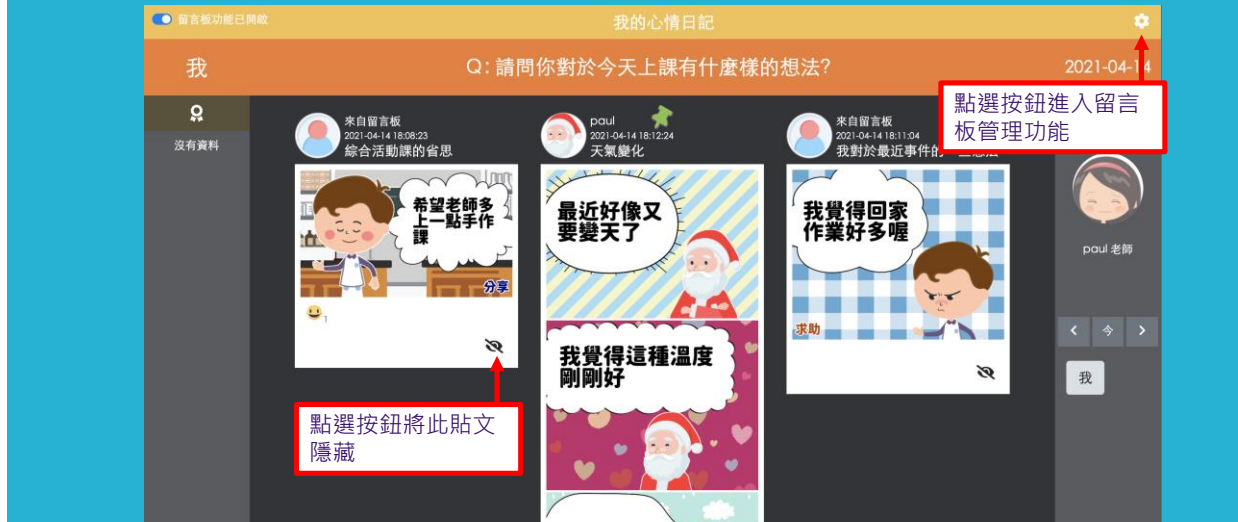 留言板功能已開啟
我的心情日記
我
Q: 請問你對於今天上課有什麼樣的想法?
2021-04-14
點選按鈕進入留言
板管理功能
沒有資料
來自留言板
2021-04-14 18:08:23
綜合活動課的省思
希望老師多
上一點手作
課
分享
1
點選按鈕將此貼文
隱藏
paul
2021-04-14 18:12:24
天氣變化
最近好像又
要變天了
我覺得這種溫度
剛剛好
來自留言板
2021-04-14 18:11:04
我對於最近事件的
我覺得回家
作業好多喔
求助
paul 老師
< 今 >
我